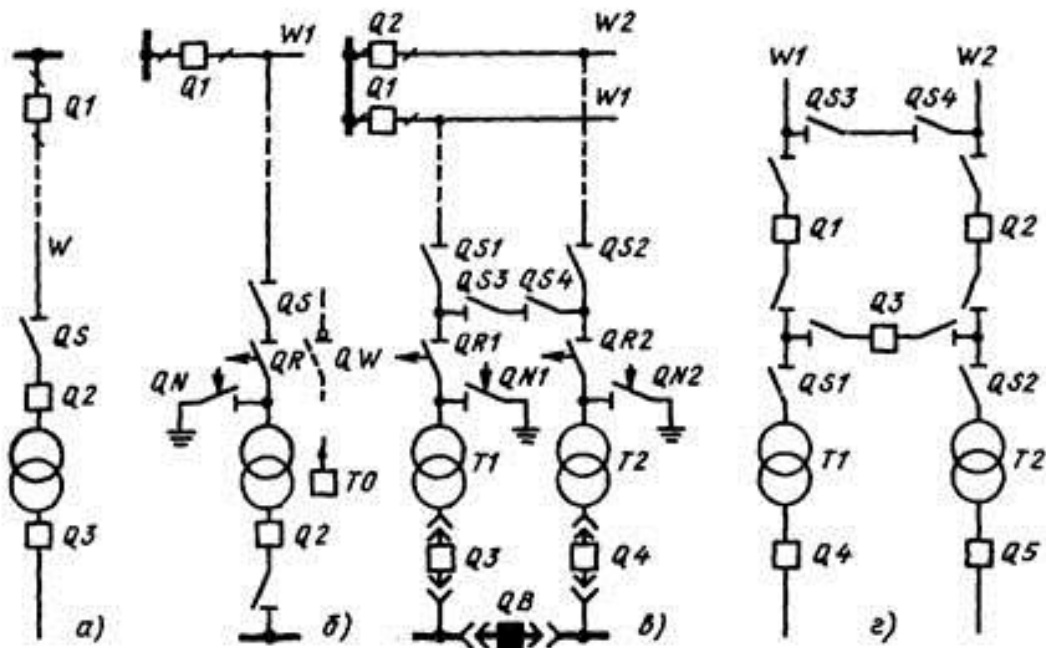 Q1
W
QS
Q2
Q3
а)
W1
Q1
QS
QR
QW
QN
TO
Q2
б)
Q2
W2
Q1
W1
QS1
QS2
QS3
QS4
QR1
QR2
QN1
QN2
T1
T2
Q3
Q4
QB
в)
W1
W2
QS3
QS4
Q1
Q2
Q3
QS1
QS2
T1
T2
Q4
Q5
г)